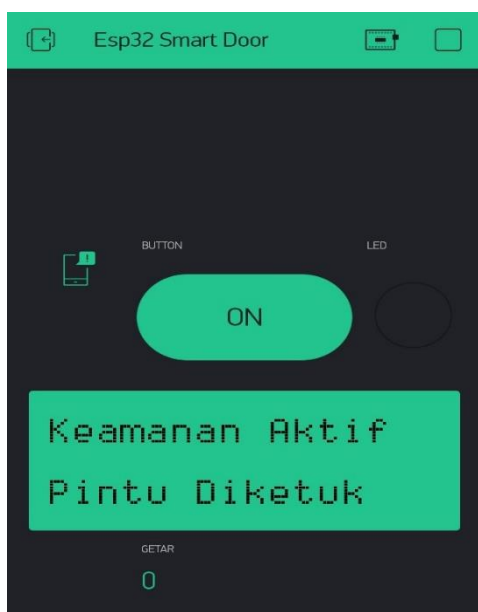 Esp32 Smart Door
BUTTON
LED
ON
Keamanan Aktif
Pintu Diketuk
GETAR
0